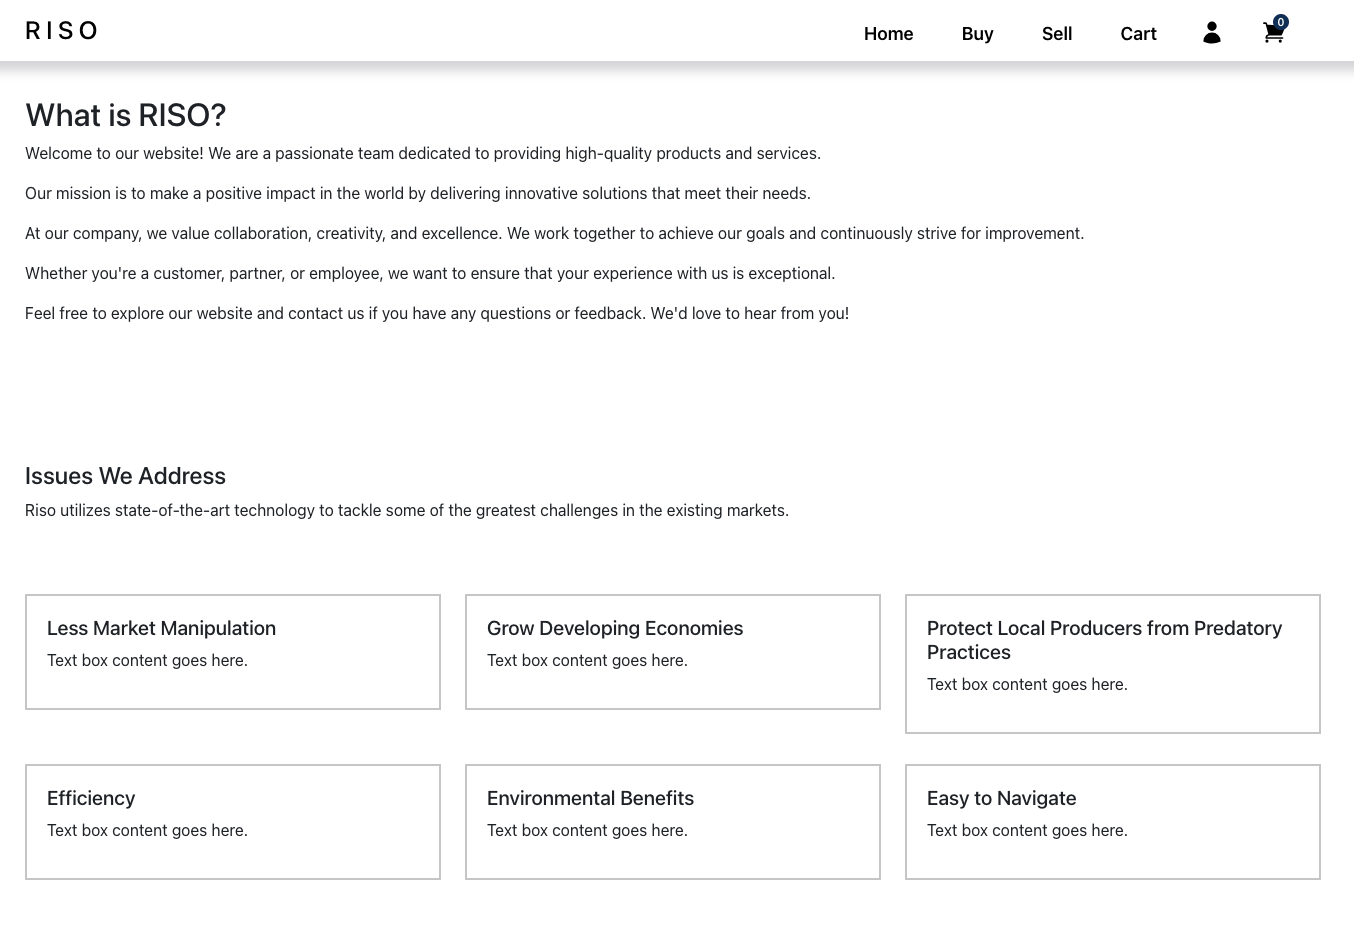 RISO
Home Buy Sell Cart 0
What is RISO?
Welcome to our website! We are a passionate team dedicated to providing high-quality products and services.
Our mission is to make a positive impact in the world by delivering innovative solutions that meet their needs.
At our company, we value collaboration, creativity, and excellence. We work together to achieve our goals and continuously strive for improvement.
Whether you're a customer, partner, or employee, we want to ensure that your experience with us is exceptional.
Feel free to explore our website and contact us if you have any questions or feedback. We'd love to hear from you!
Issues We Address
Riso utilizes state-of-the-art technology to tackle some of the greatest challenges in the existing markets.
Less Market Manipulation
Text box content goes here.
Grow Developing Economies
Text box content goes here.
Protect Local Producers from Predatory
Practices
Text box content goes here.
Efficiency
Text box content goes here.
Environmental Benefits
Text box content goes here.
Easy to Navigate
Text box content goes here.